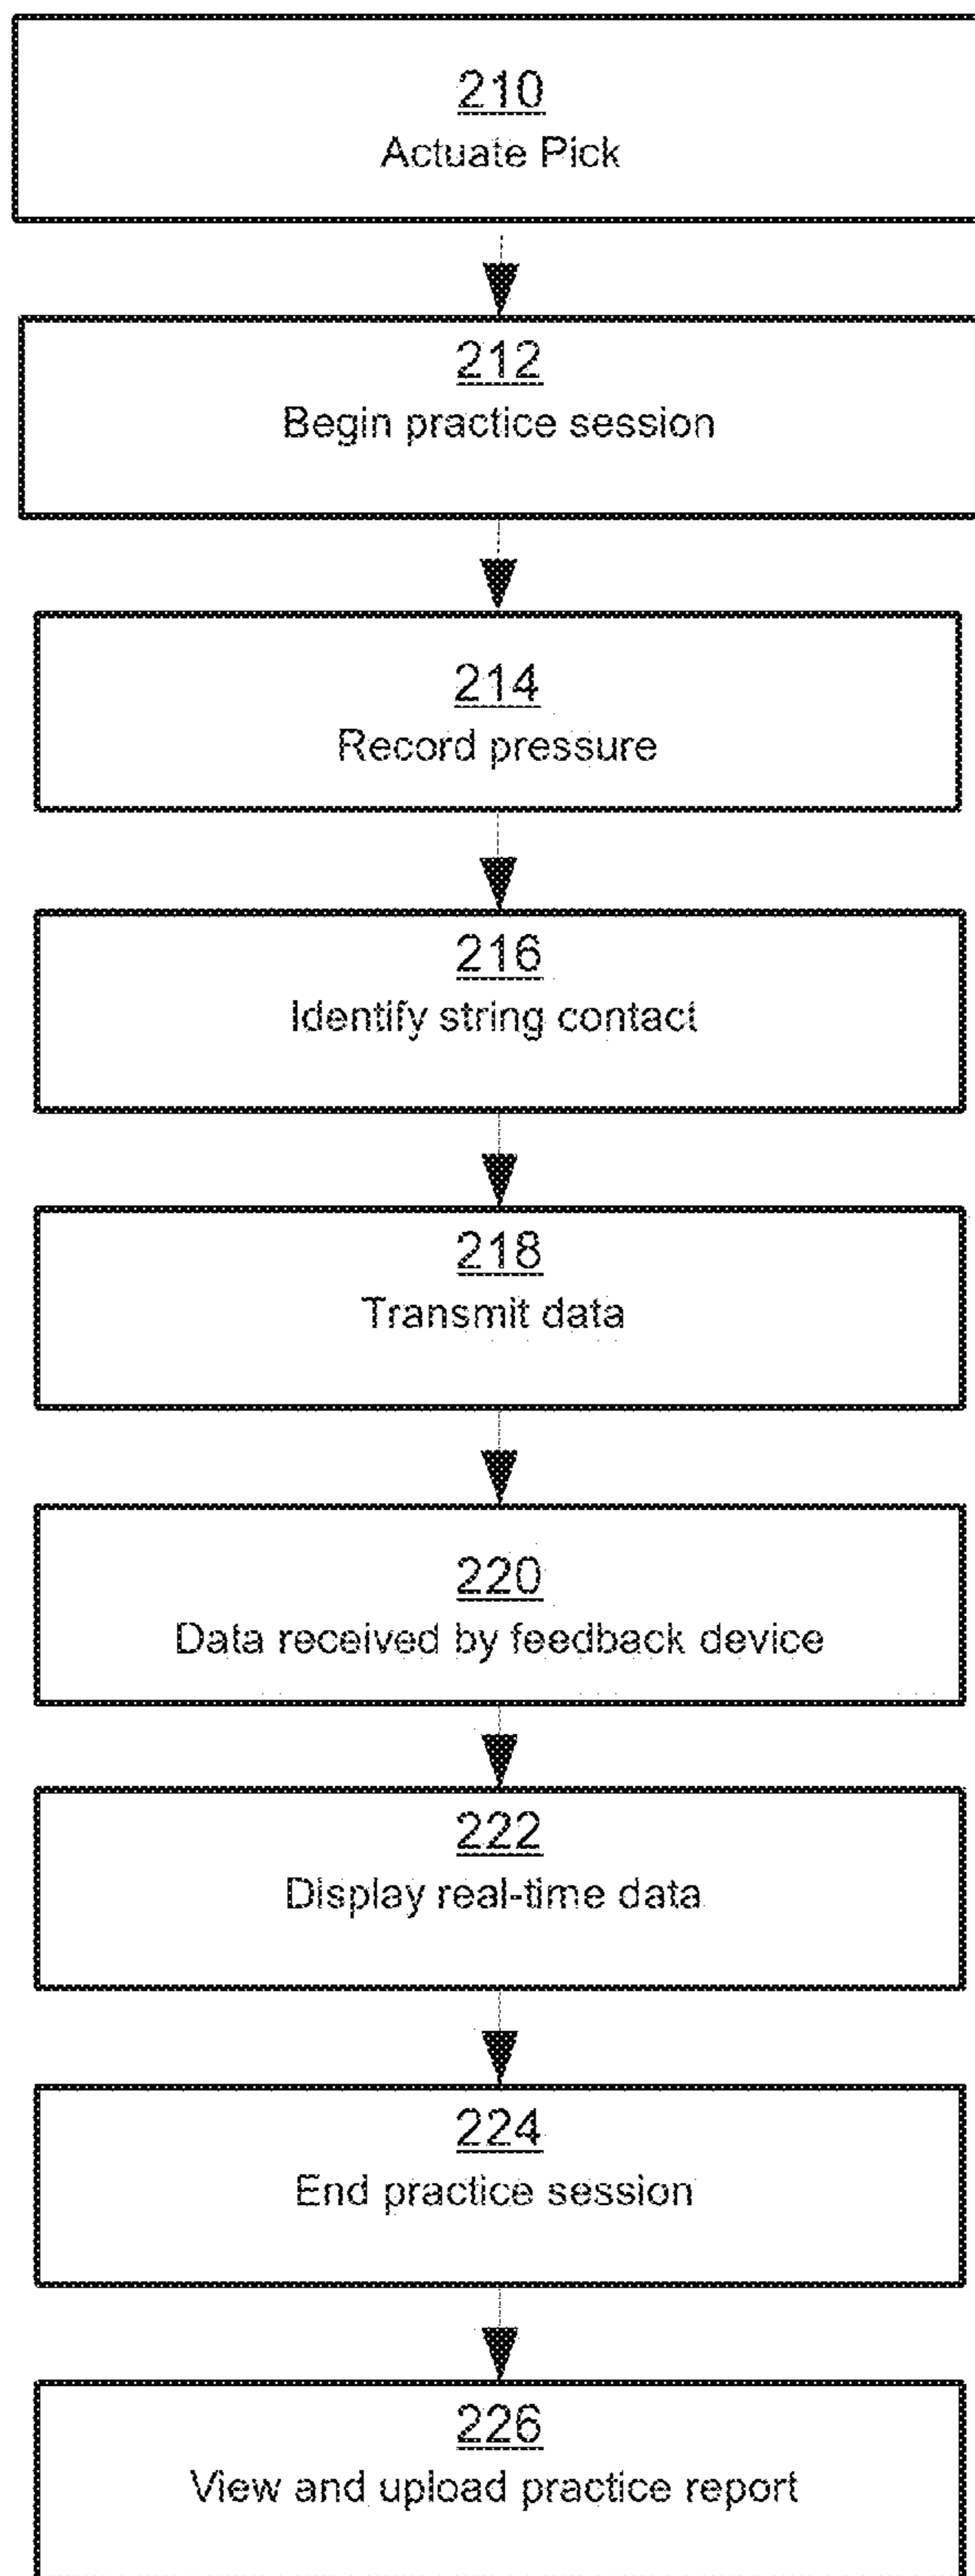 210
Actuate Pick
212
Begin practice session
214
Record pressure
216
Identify string contact
218
Transmit data
220
Data received by feedback device
222
Display real-time data
224
End practice session
226
View and upload practice report